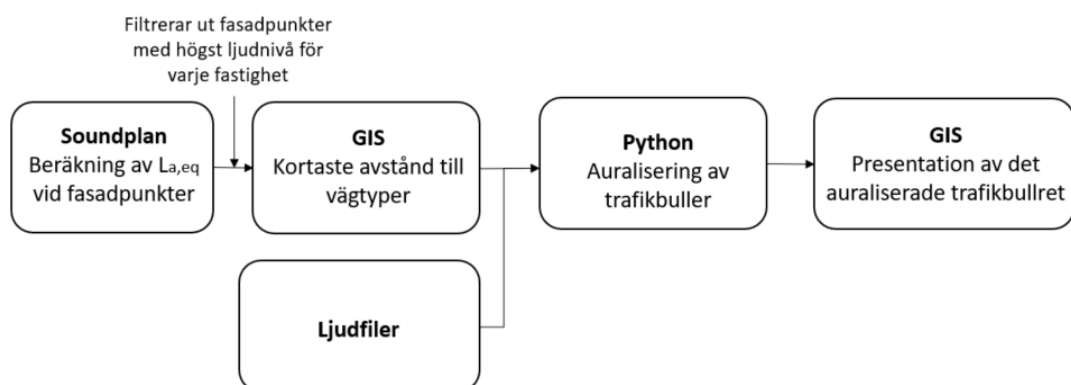 Filtrerar ut fasadpunkter
med högst ljudnivå för
varje fastighet
Soundplan
Beräkning av La,eq
vid fasadpunkter
GIS
Kortaste avstånd till
vägtyper
Python
Auralisering av
trafikbuller
GIS
Presentation av det
auraliserade trafikbullret
Ljudfiler